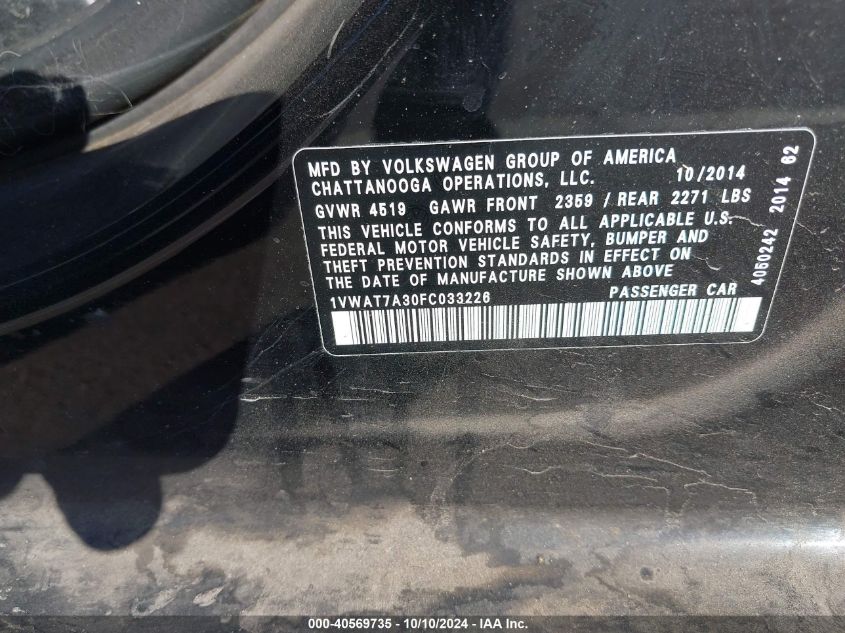 MFD BY VOLKSWAGEN GROUP OF AMERICA
CHATTANOOGA OPERATIONS, LLC. 10/2014
GVWR 4519 GAWR FRONT 2359 / REAR 2271 LBS
THIS VEHICLE CONFORMS TO ALL APPLICABLE U.S.
FEDERAL MOTOR VEHICLE SAFETY, BUMPER AND
THEFT PREVENTION STANDARDS IN EFFECT ON
THE DATE OF MANUFACTURE SHOWN ABOVE
1VWAT7A30FC033226 PASSENGER CAR
4060242 2014 62
000-40569735 - 10/10/2024 - IAA Inc.